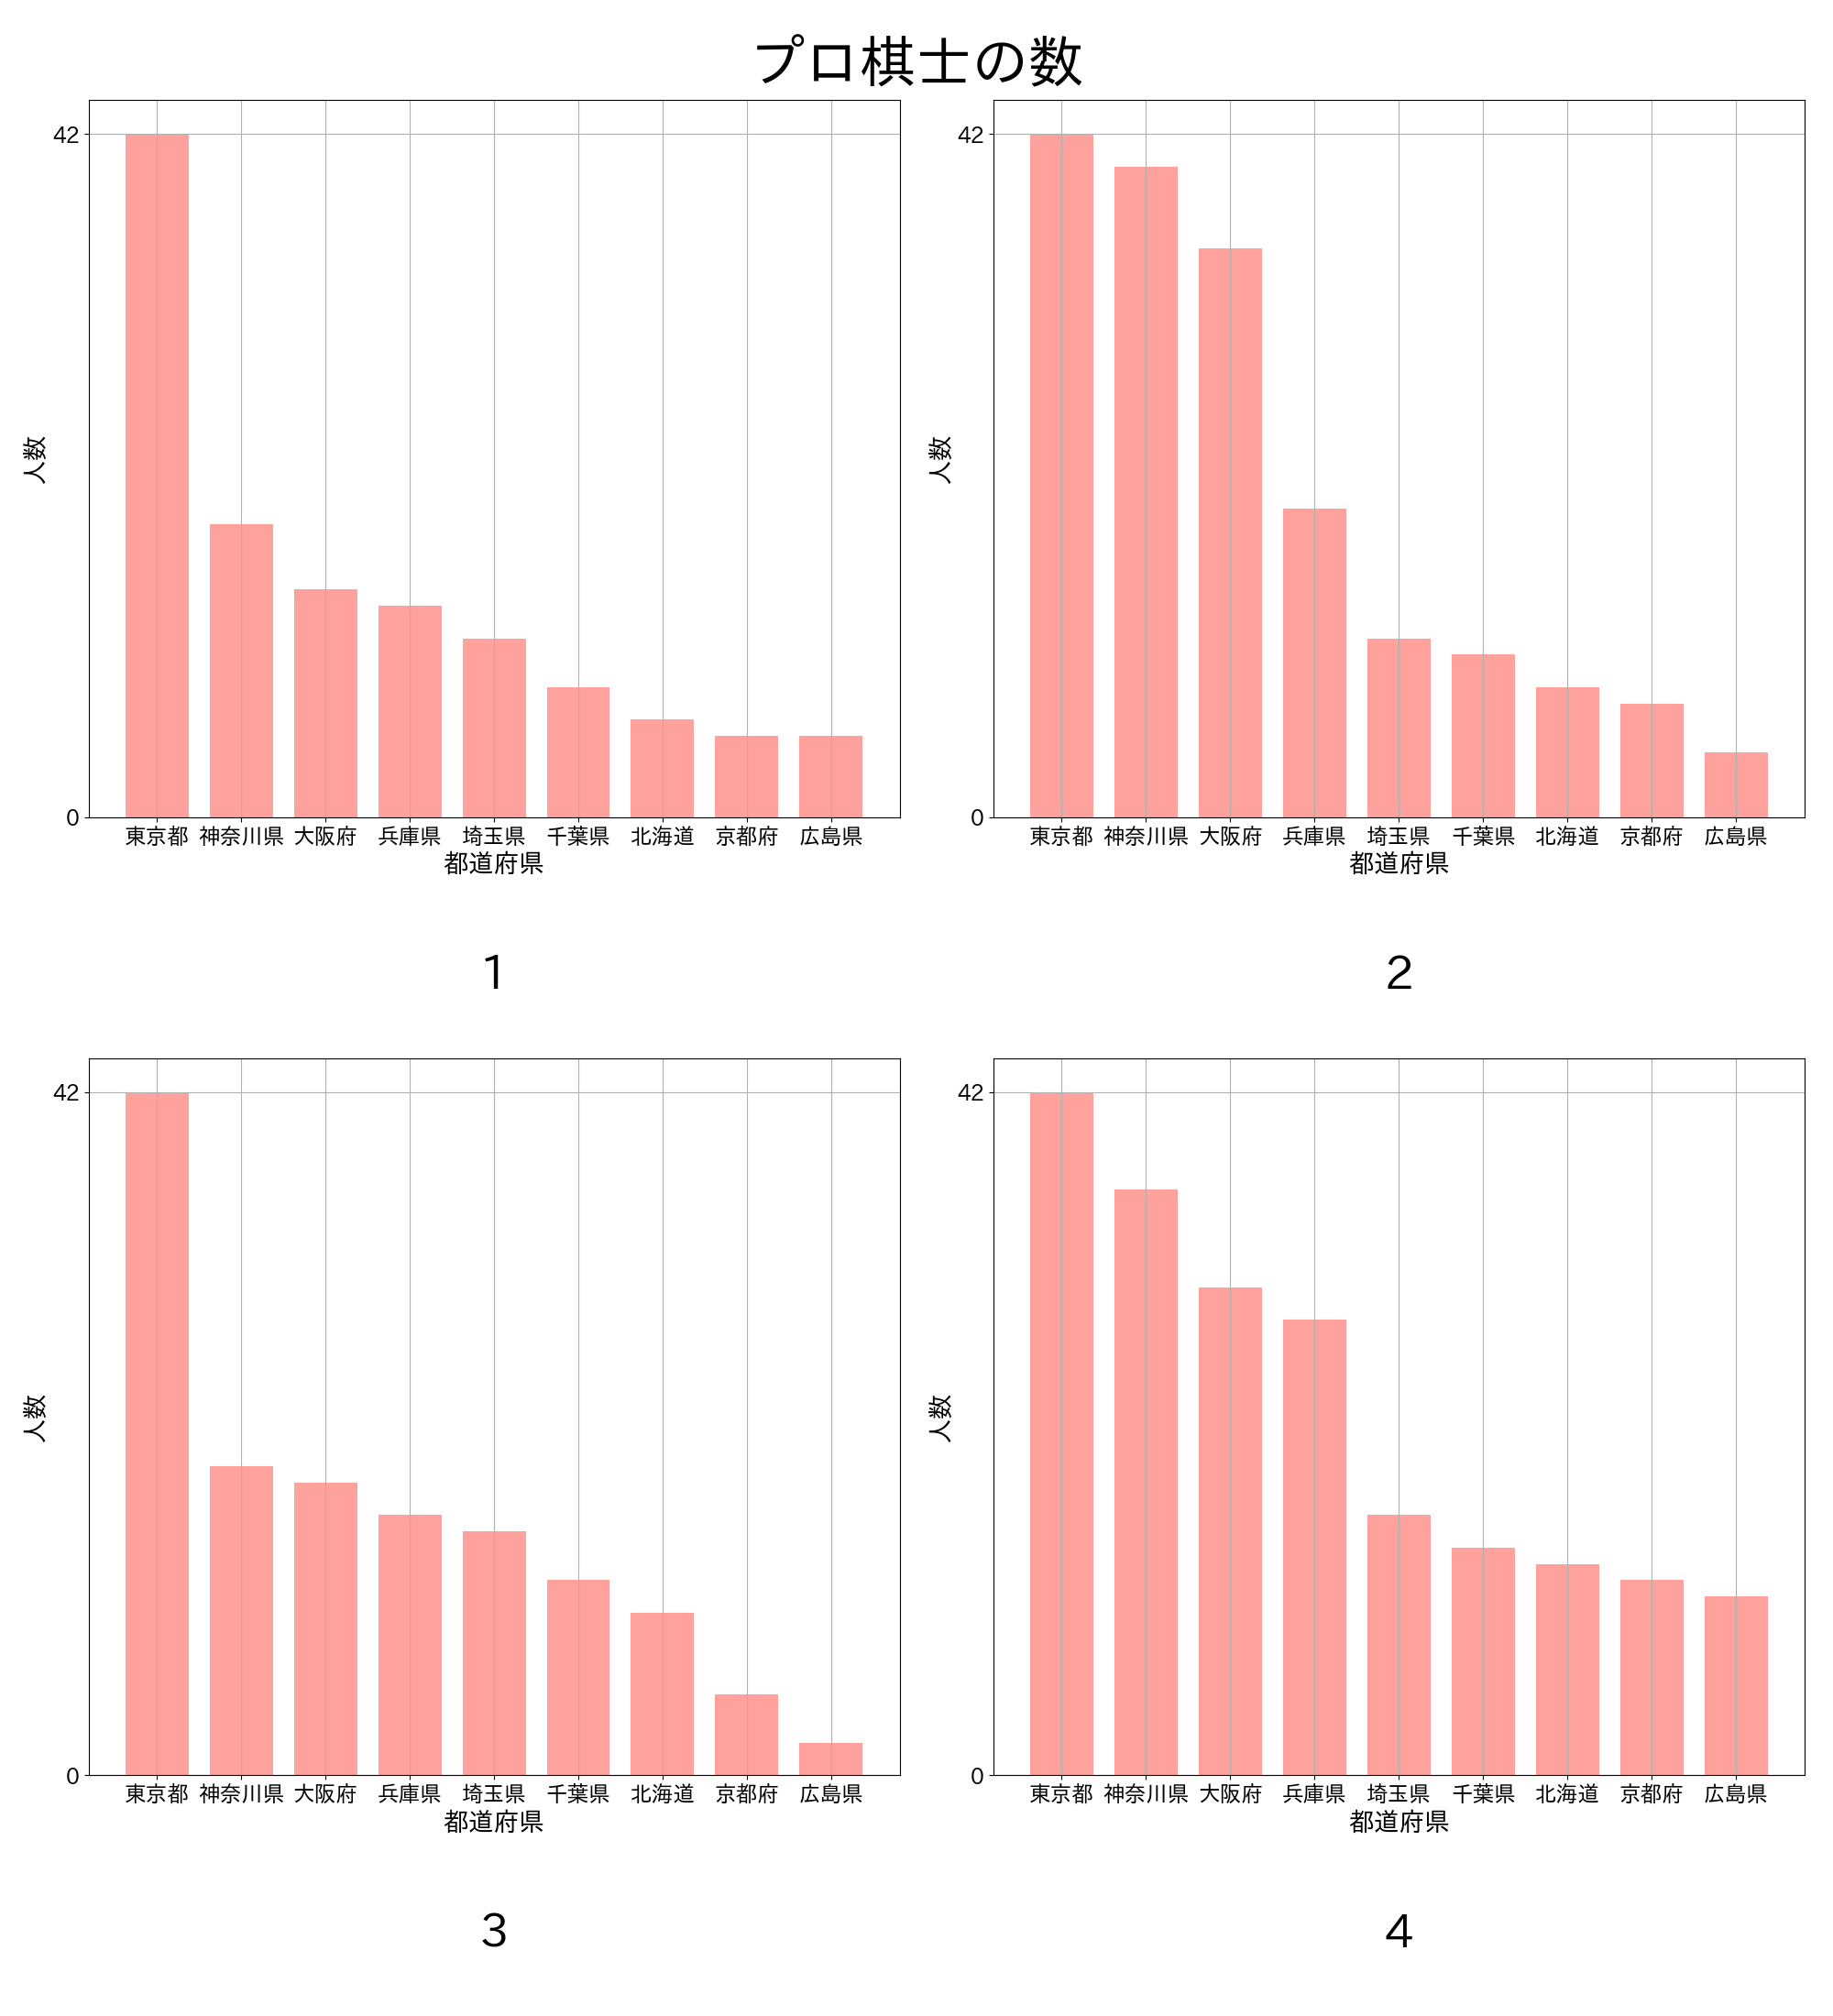 プロ棋士の数
42
0
人数
東京都 神奈川県 大阪府 兵庫県 埼玉県 千葉県 北海道 京都府 広島県
都道府県
1
42
0
人数
東京都 神奈川県 大阪府 兵庫県 埼玉県 千葉県 北海道 京都府 広島県
都道府県
2
42
0
人数
東京都 神奈川県 大阪府 兵庫県 埼玉県 千葉県 北海道 京都府 広島県
都道府県
3
42
0
人数
東京都 神奈川県 大阪府 兵庫県 埼玉県 千葉県 北海道 京都府 広島県
都道府県
4